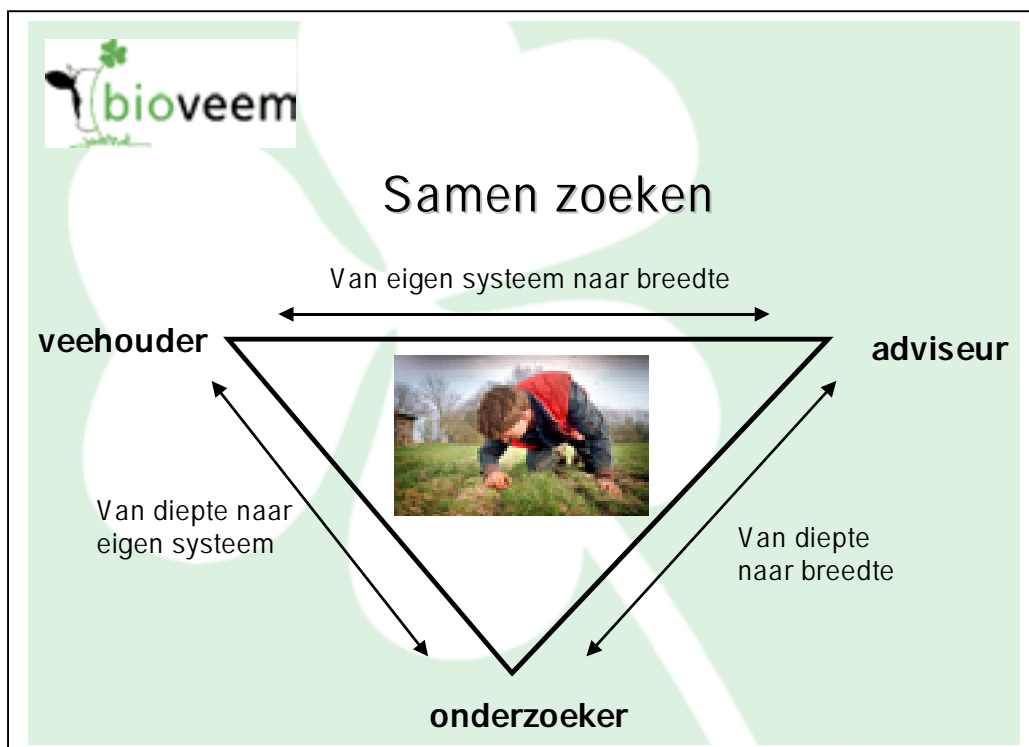 bioveem
Samen zoeken
Van eigen systeem naar breedte
veehouder
adviseur
Van diepte naar
eigen systeem
Van diepte
naar breedte
onderzoeker